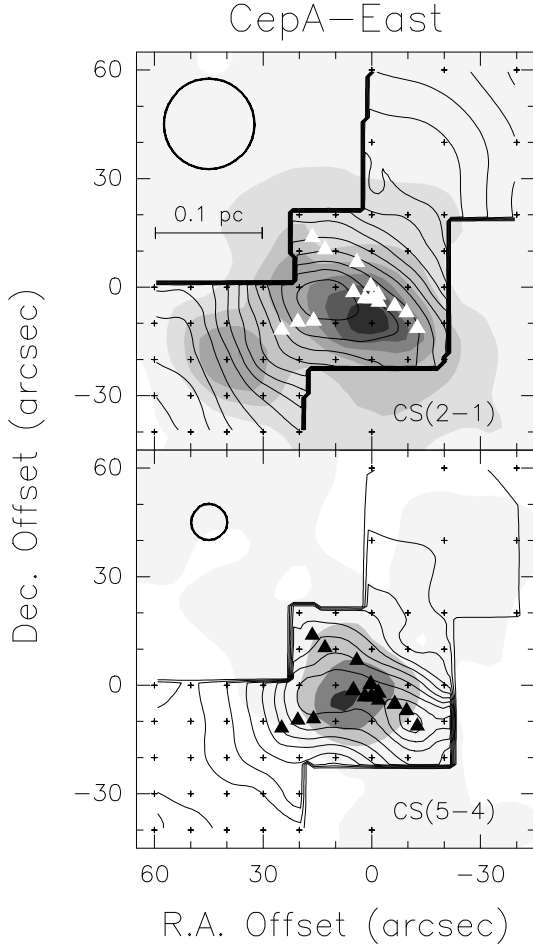 CepA-East
60
30
0
-30
0.1 pc
CS(2-1)
60
30
0
-30
CS(5-4)
60 30 0 -30
Dec. Offset (arcsec)
R.A. Offset (arcsec)